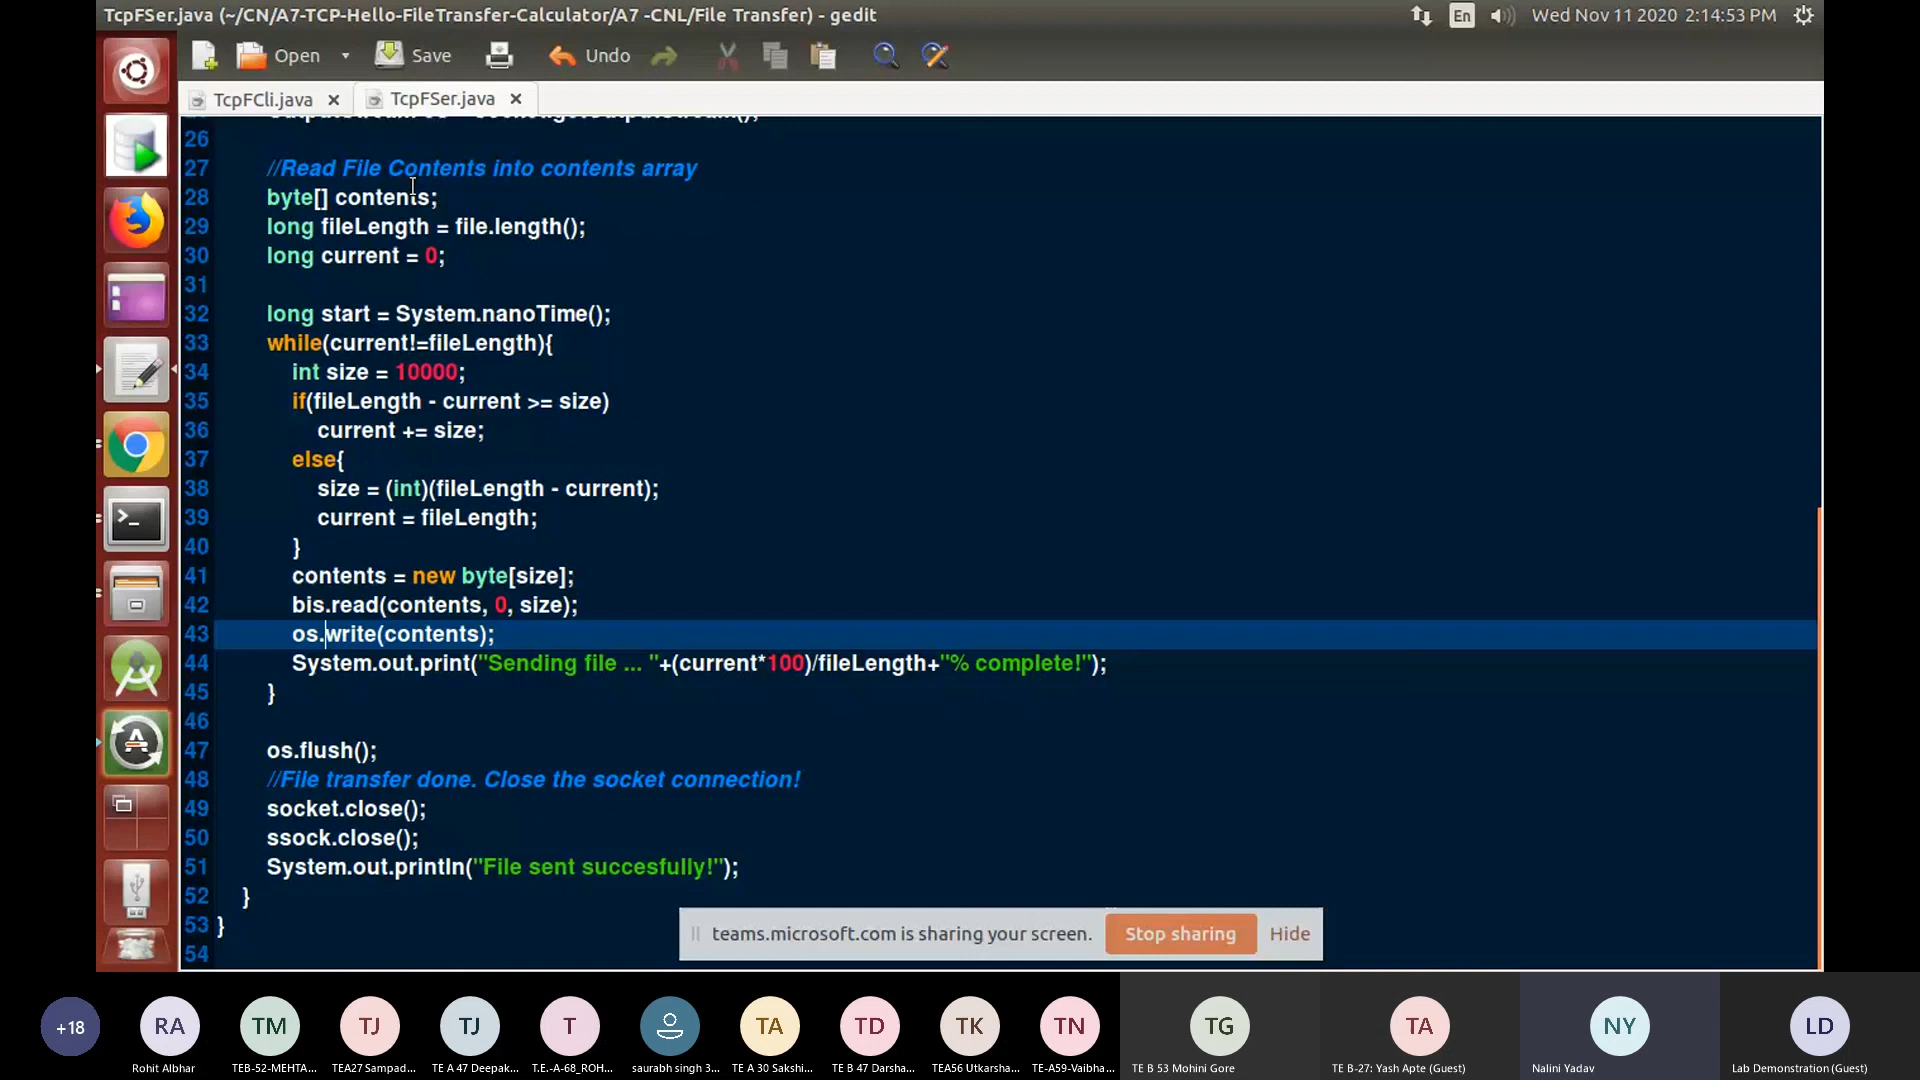 TcpFSer.java (~/CN/A7-TCP-Hello-FileTransfer-Calculator/A7 -CNL/File Transfer) - gedit
En
Wed Nov 11 2020 2:14:53 PM
Open
Save
Undo
TcpFCli.java
TcpFSer.java
26
27 //Read File Contents into contents array
28 byte[] contents;
29 long fileLength = file.length();
30 long current = 0;
31
32 long start = System.nanoTime();
33 while(current!=fileLength){
34 int size = 10000;
35 if(fileLength - current >= size)
36 current += size;
37 else{
38 size = (int)(fileLength - current);
39 current = fileLength;
40 }
41 contents = new byte[size];
42 bis.read(contents, 0, size);
43 os.write(contents);
44 System.out.print("Sending file ... "+(current*100)/fileLength+"% complete!");
45 }
46
47 os.flush();
48 //File transfer done. Close the socket connection!
49 socket.close();
50 ssock.close();
51 System.out.println("File sent succesfully!");
52 }
53 }
54
teams.microsoft.com is sharing your screen.
Stop sharing
Hide
+18
RA
TM
TJ
TJ
T
TA
TD
TK
TN
TG
TA
NY
LD
Rohit Albhar
TEB-52-MEHTA...
TEA27 Sampad...
TE A 47 Deepak...
T.E.-A-68_ROH...
saurabh singh 3...
TE A 30 Sakshi...
TE B 47 Darsha...
TEA56 Utkarsha...
TE-A59-Vaibha...
TE B 53 Mohini Gore
TE B-27: Yash Apte (Guest)
Nalini Yadav
Lab Demonstration (Guest)